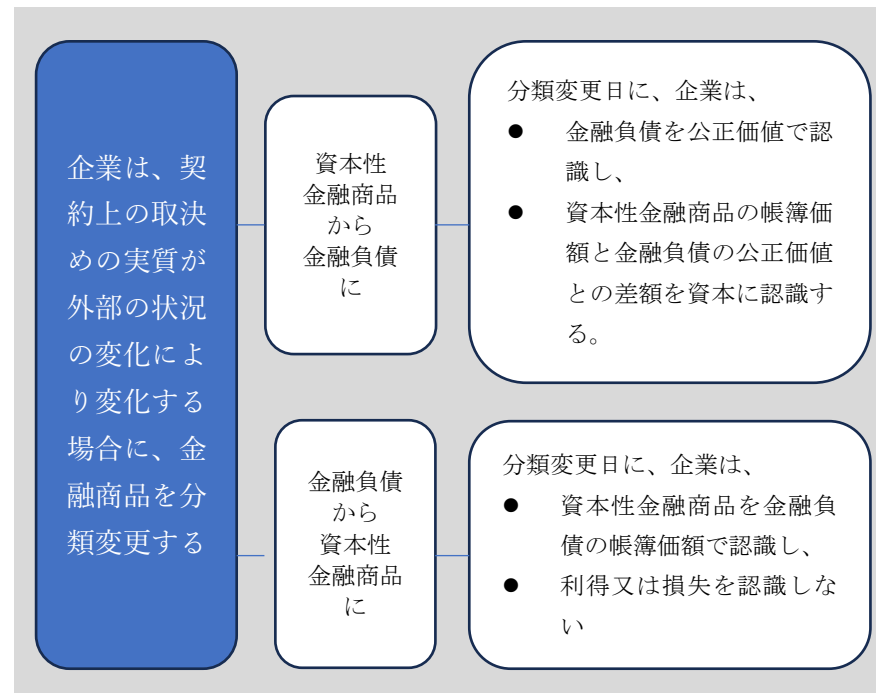 企業は、契
約上の取決
めの実質が
外部の状況
の変化によ
り変化する
場合に、金
融商品を分
類変更する
資本性
金融商品
から
金融負債
に
分類変更日に、企業は、
● 金融負債を公正価値で認
識し、
● 資本性金融商品の帳簿価
額と金融負債の公正価値
との差額を資本に認識す
る。
金融負債
から
資本性
金融商品
に
分類変更日に、企業は、
● 資本性金融商品を金融負
債の帳簿価額で認識し、
● 利得又は損失を認識しな
い